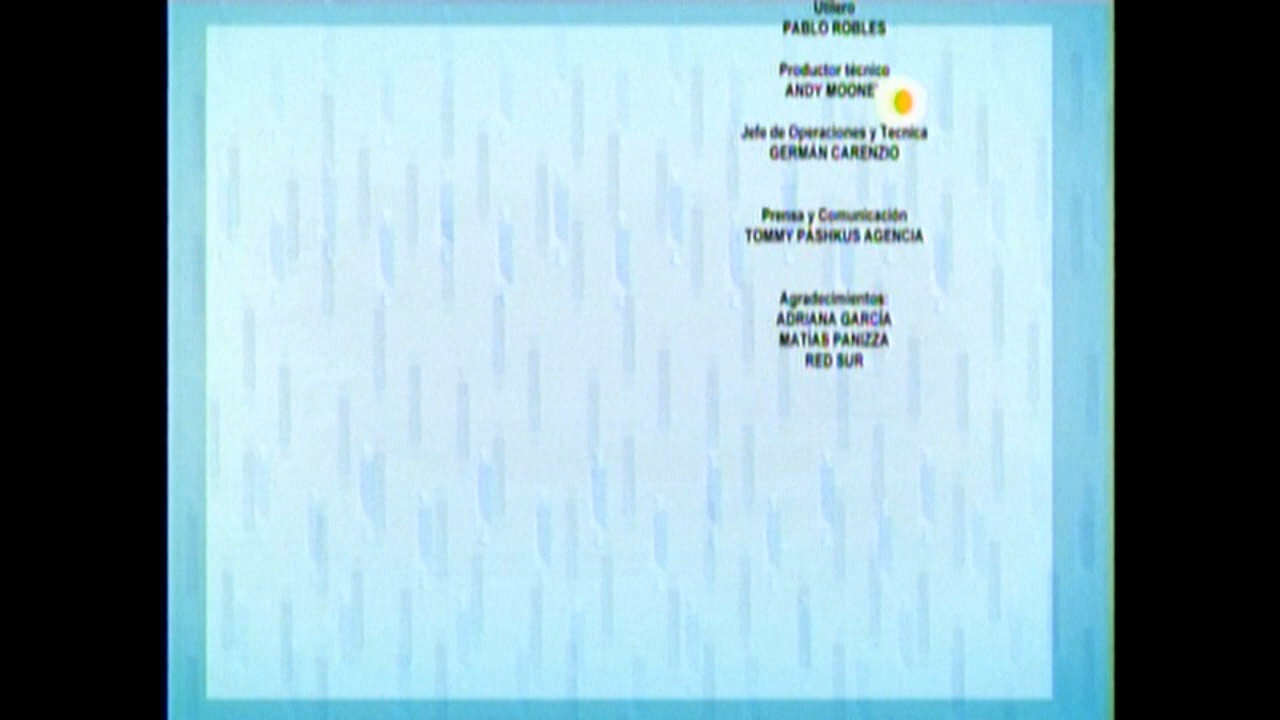 Utilero
PABLO ROBLES
Productor técnico
ANDY MOONE
Jefe de Operaciones y Tecnica
GERMÁN CARENZIO
Prensa y Comunicación
TOMMY PASHKUS AGENCIA
Agradecimientos:
ADRIANA GARCÍA
MATÍAS PANIZZA
RED SUR